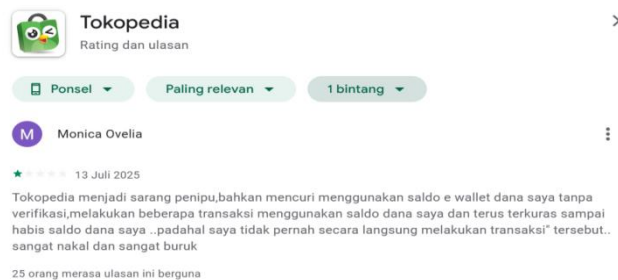 Tokopedia
Rating dan ulasan
Ponsel
Paling relevan
1 bintang
M
Monica Ovelia
13 Juli 2025
Tokopedia menjadi sarang penipu,bahkan mencuri menggunakan saldo e wallet dana saya tanpa
verifikasi,melakukan beberapa transaksi menggunakan saldo dana saya dan terus terkuras sampai
habis saldo dana saya ..padahal saya tidak pernah secara langsung melakukan transaksi" tersebut..
sangat nakal dan sangat buruk
25 orang merasa ulasan ini berguna